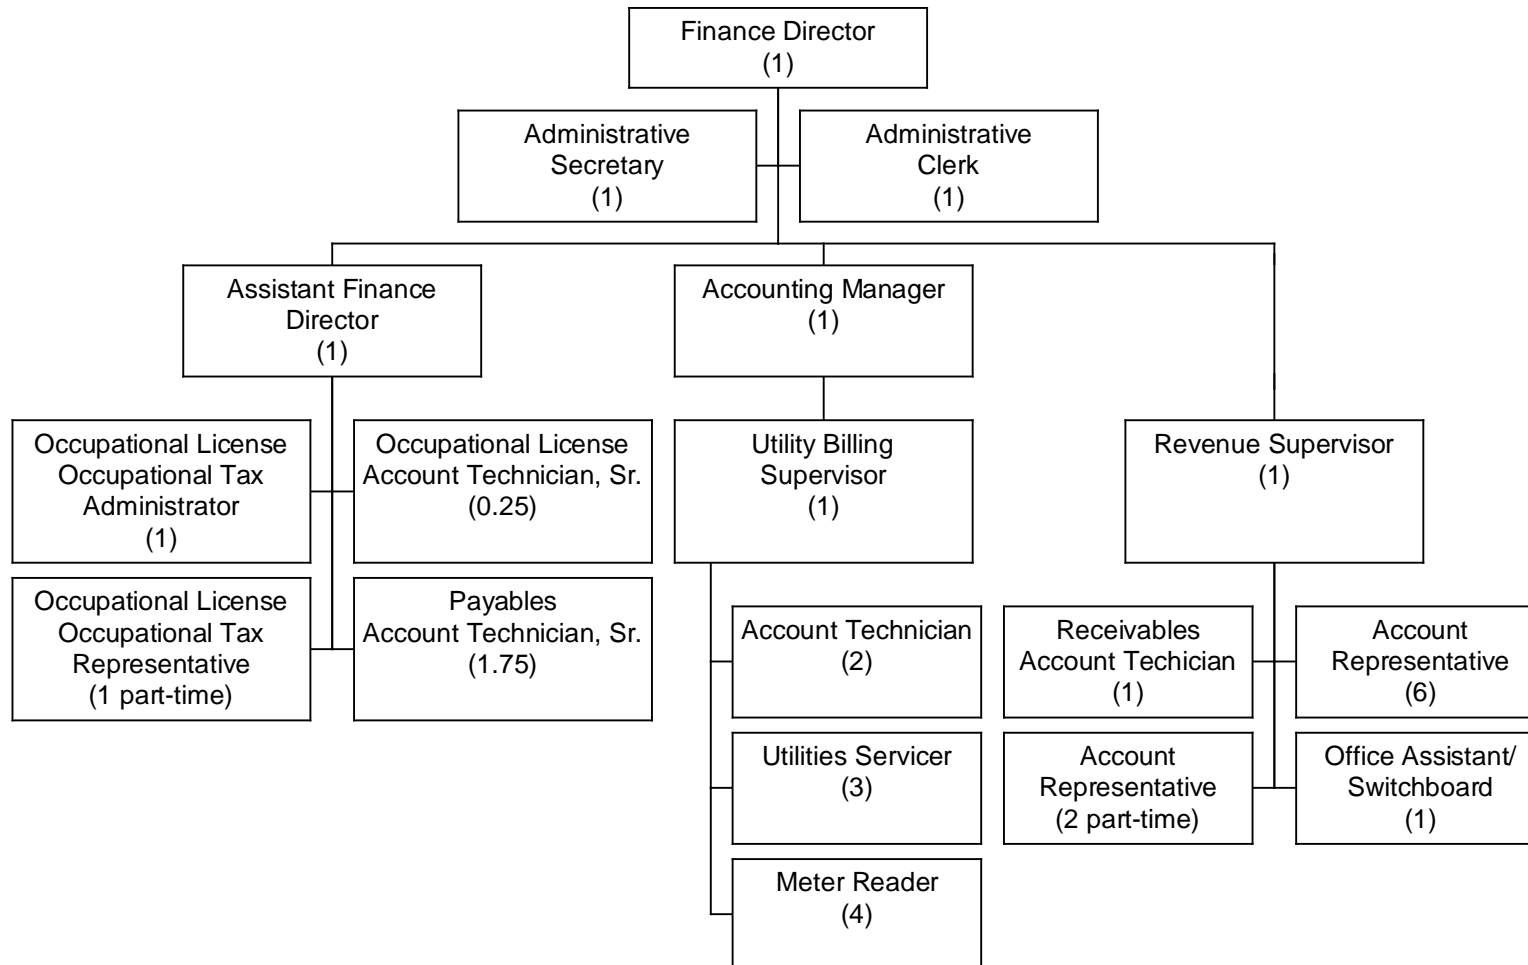 Finance Director
(1)
Administrative
Secretary
(1)
Administrative
Clerk
(1)
Assistant Finance
Director
(1)
Accounting Manager
(1)
Occupational License
Occupational Tax
Administrator
(1)
Occupational License
Account Technician, Sr.
(0.25)
Utility Billing
Supervisor
(1)
Revenue Supervisor
(1)
Occupational License
Occupational Tax
Representative
(1 part-time)
Payables
Account Technician, Sr.
(1.75)
Account Technician
(2)
Receivables
Account Techician
(1)
Account
Representative
(6)
Utilities Servicer
(3)
Account
Representative
(2 part-time)
Office Assistant/
Switchboard
(1)
Meter Reader
(4)